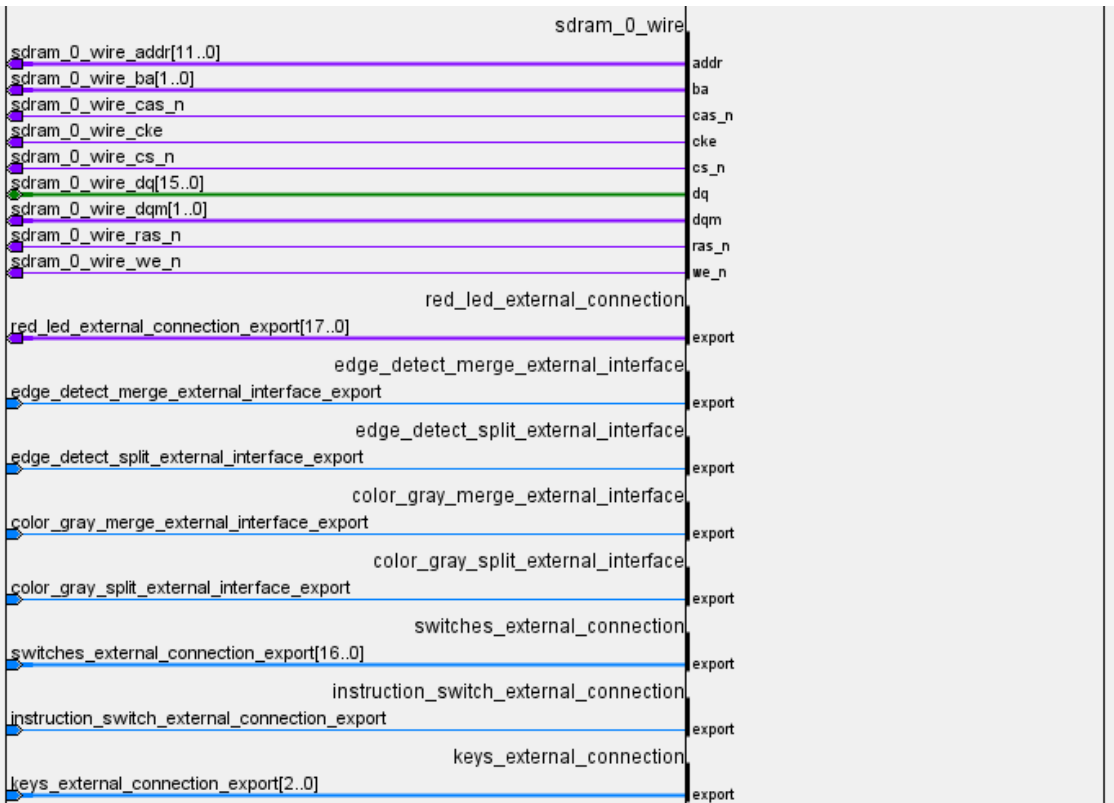 sdram_0_wire
sdram_0_wire_addr[11..0]
addr
sdram_0_wire_ba[1..0]
ba
sdram_0_wire_cas_n
cas_n
sdram_0_wire_cke
cke
sdram_0_wire_cs_n
cs_n
sdram_0_wire_dq[15..0]
dq
sdram_0_wire_dqm[1..0]
dqm
sdram_0_wire_ras_n
ras_n
sdram_0_wire_we_n
we_n
red_led_external_connection
red_led_external_connection_export[17..0]
export
edge_detect_merge_external_interface
edge_detect_merge_external_interface_export
export
edge_detect_split_external_interface
edge_detect_split_external_interface_export
export
color_gray_merge_external_interface
color_gray_merge_external_interface_export
export
color_gray_split_external_interface
color_gray_split_external_interface_export
export
switches_external_connection
switches_external_connection_export[16..0]
export
instruction_switch_external_connection
instruction_switch_external_connection_export
export
keys_external_connection
keys_external_connection_export[2..0]
export